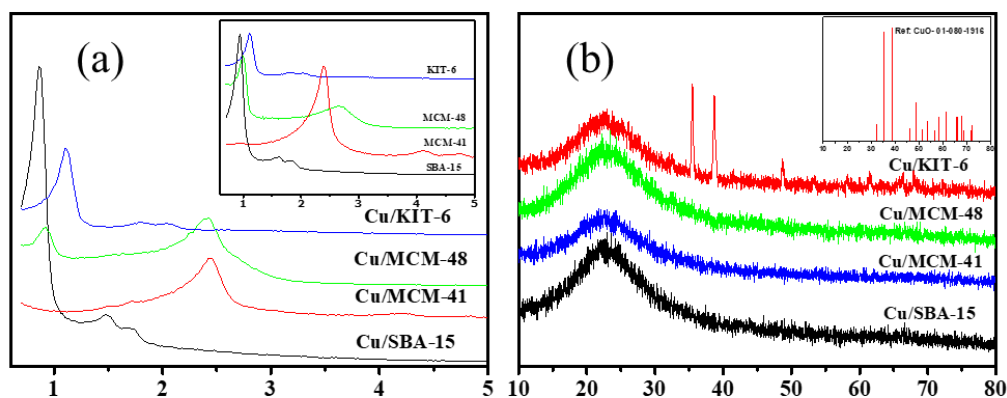 (a)
KIT-6
MCM-48
MCM-41
SBA-15
1 2 3 4 5
Cu/KIT-6
Cu/MCM-48
Cu/MCM-41
Cu/SBA-15
1 2 3 4 5
(b)
Ref: CuO- 01-080-1916
10 20 30 40 50 60 70 80
Cu/KIT-6
Cu/MCM-48
Cu/MCM-41
Cu/SBA-15
10 20 30 40 50 60 70 80